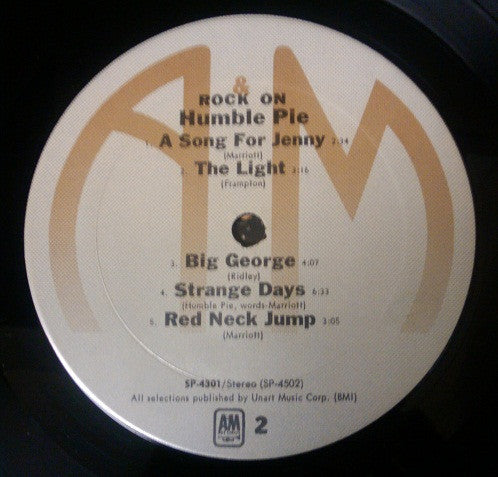 A&M
ROCK ON
Humble Pie
1. A Song For Jenny 2:34
(Marriott)
2. The Light 3:16
(Frampton)
3. Big George 4:07
(Ridley)
4. Strange Days 6:33
(Humble Pie, words-Marriott)
5. Red Neck Jump 3:05
(Marriott)
SP-4301/Stereo (SP-4502)
All selections published by Unart Music Corp. (BMI)
AM 2